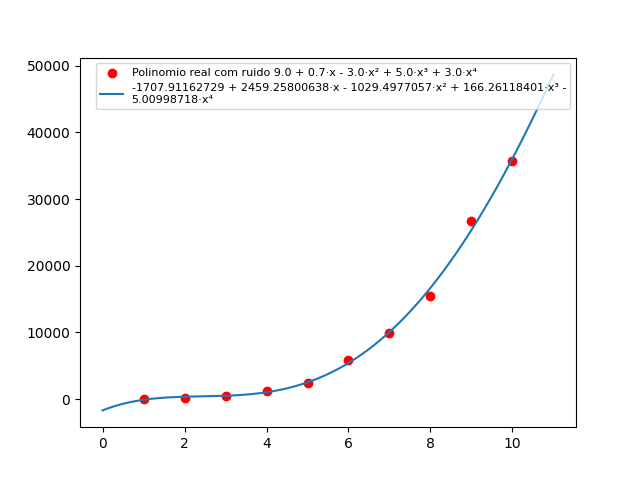 Polinomio real com ruido 9.0 + 0.7·x - 3.0·x² + 5.0·x³ + 3.0·x⁴
-1707.91162729 + 2459.25800638·x - 1029.4977057·x² + 166.26118401·x³ -
5.00998718·x⁴
50000
40000
30000
20000
10000
0
0 2 4 6 8 10